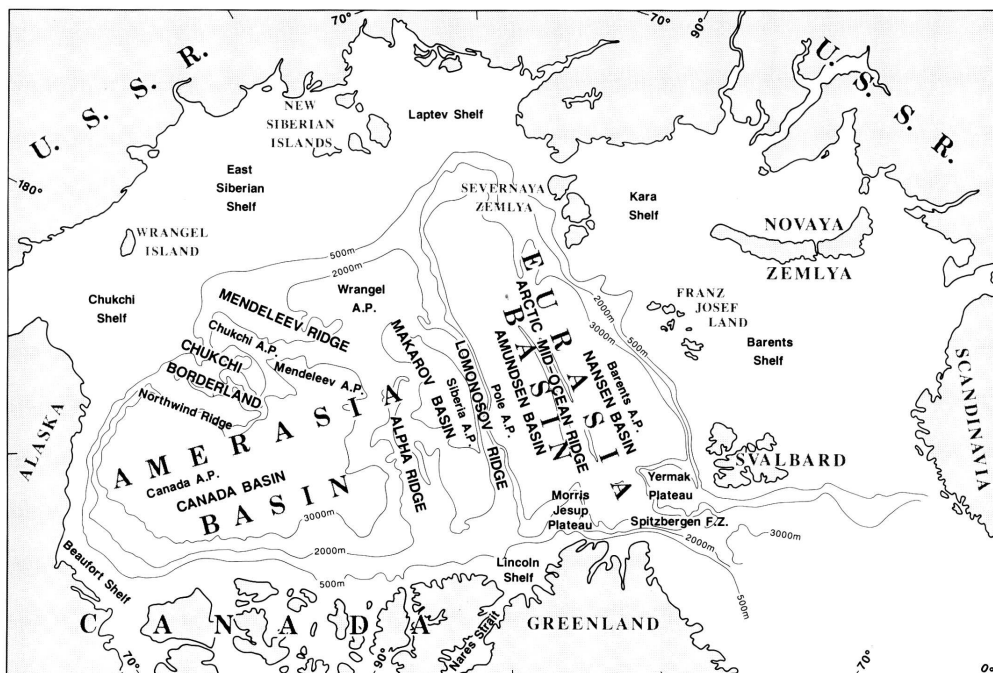 70°
70°
90°
U. S. S. R.
U. S. S. R.
180°
NEW
SIBERIAN
ISLANDS
Laptev Shelf
East
Siberian
Shelf
SEVERNAYA
ZEMLYA
Kara
Shelf
WRANGEL
ISLAND
NOVAYA
ZEMLYA
500m
2000m
Wrangel
A.P.
Chukchi
Shelf
MENDELEEV RIDGE
Chukchi A.P.
CHUKCHI
BORDERLAND
Mendeleev A.P.
Northwind Ridge
MAKAROV
BASIN
Siberia A.P.
LOMONOSOV
RIDGE
Pole A.P.
AMUNDSEN BASIN
ARCTIC MID-OCEAN RIDGE
EURASIA
BASIN
NANSEN BASIN
Barents A.P.
2000m
3000m
500m
FRANZ
JOSEF
LAND
Barents
Shelf
ALASKA
SCANDINAVIA
AMERASIA
Canada A.P.
CANADA BASIN
BASIN
ALPHA RIDGE
3000m
2000m
500m
SVALBARD
Yermak
Plateau
Morris
Jesup
Plateau
Spitzbergen F.Z.
2000m
3000m
500m
Beaufort Shelf
Lincoln
Shelf
CANADA
Nares Strait
GREENLAND
70°
90°
70°
0°